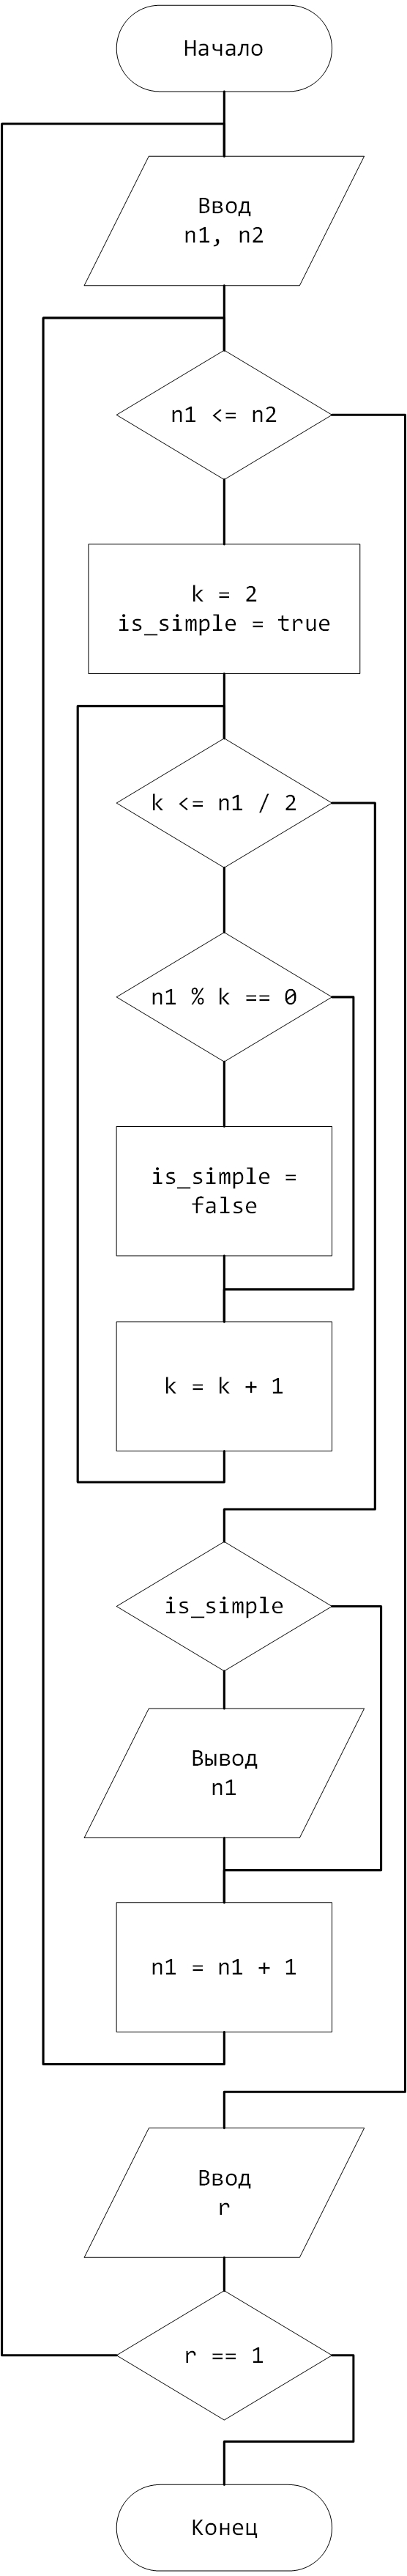 Начало
Ввод
n1, n2
n1 <= n2
k = 2
is_simple = true
k <= n1 / 2
n1 % k == 0
is_simple =
false
k = k + 1
is_simple
Вывод
n1
n1 = n1 + 1
Ввод
r
r == 1
Конец